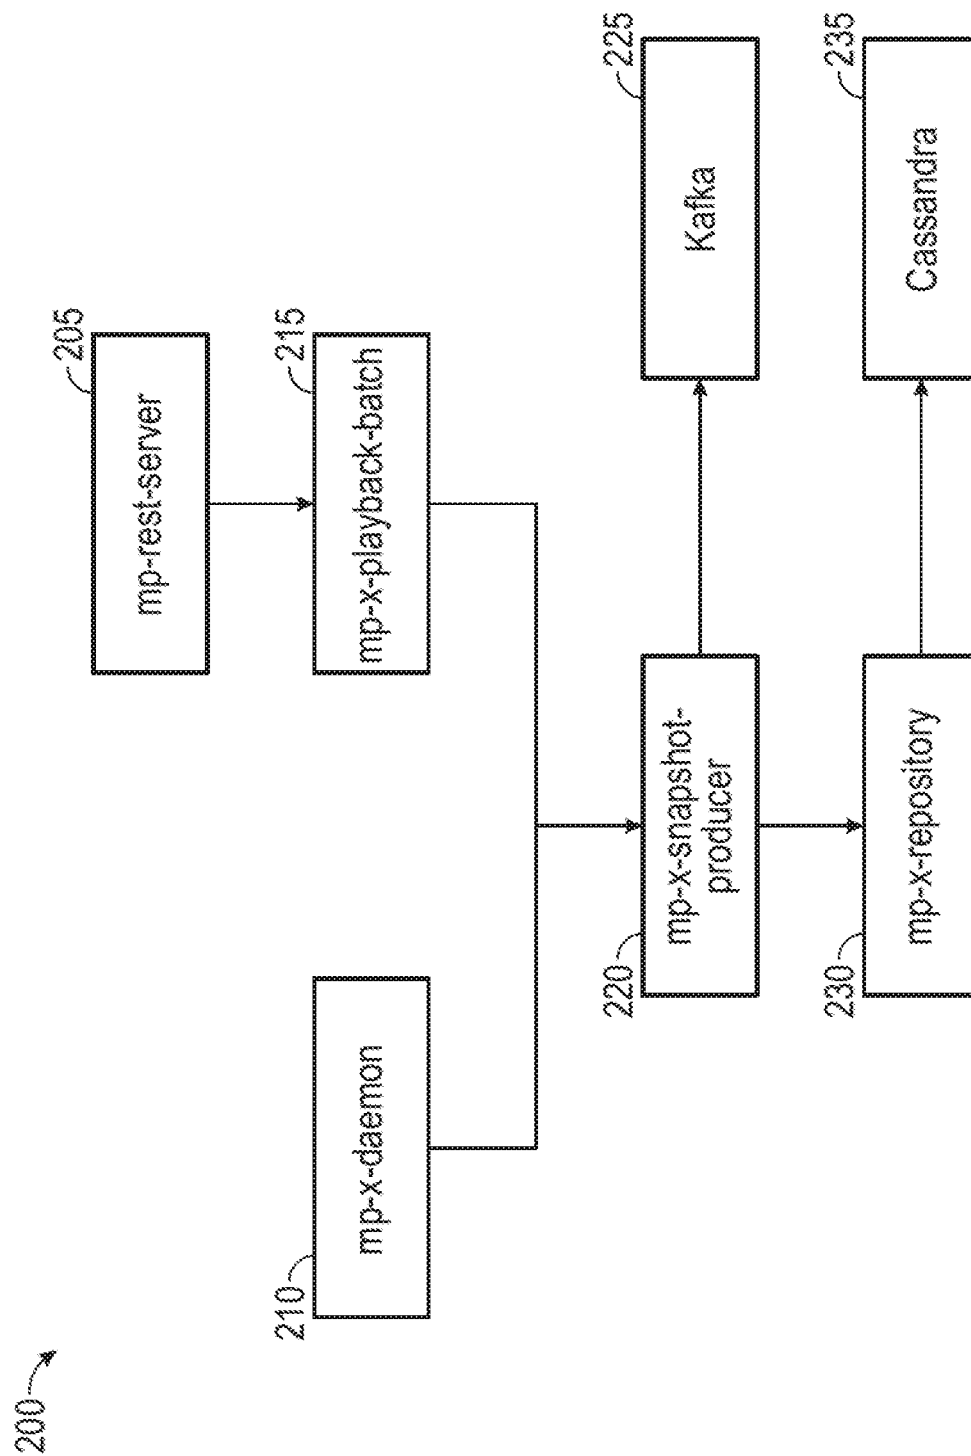 200
mp-rest-server
205
210
mp-x-daemon
mp-x-playback-batch
215
220
mp-x-snapshot-
producer
Kafka
225
230
mp-x-repository
Cassandra
235